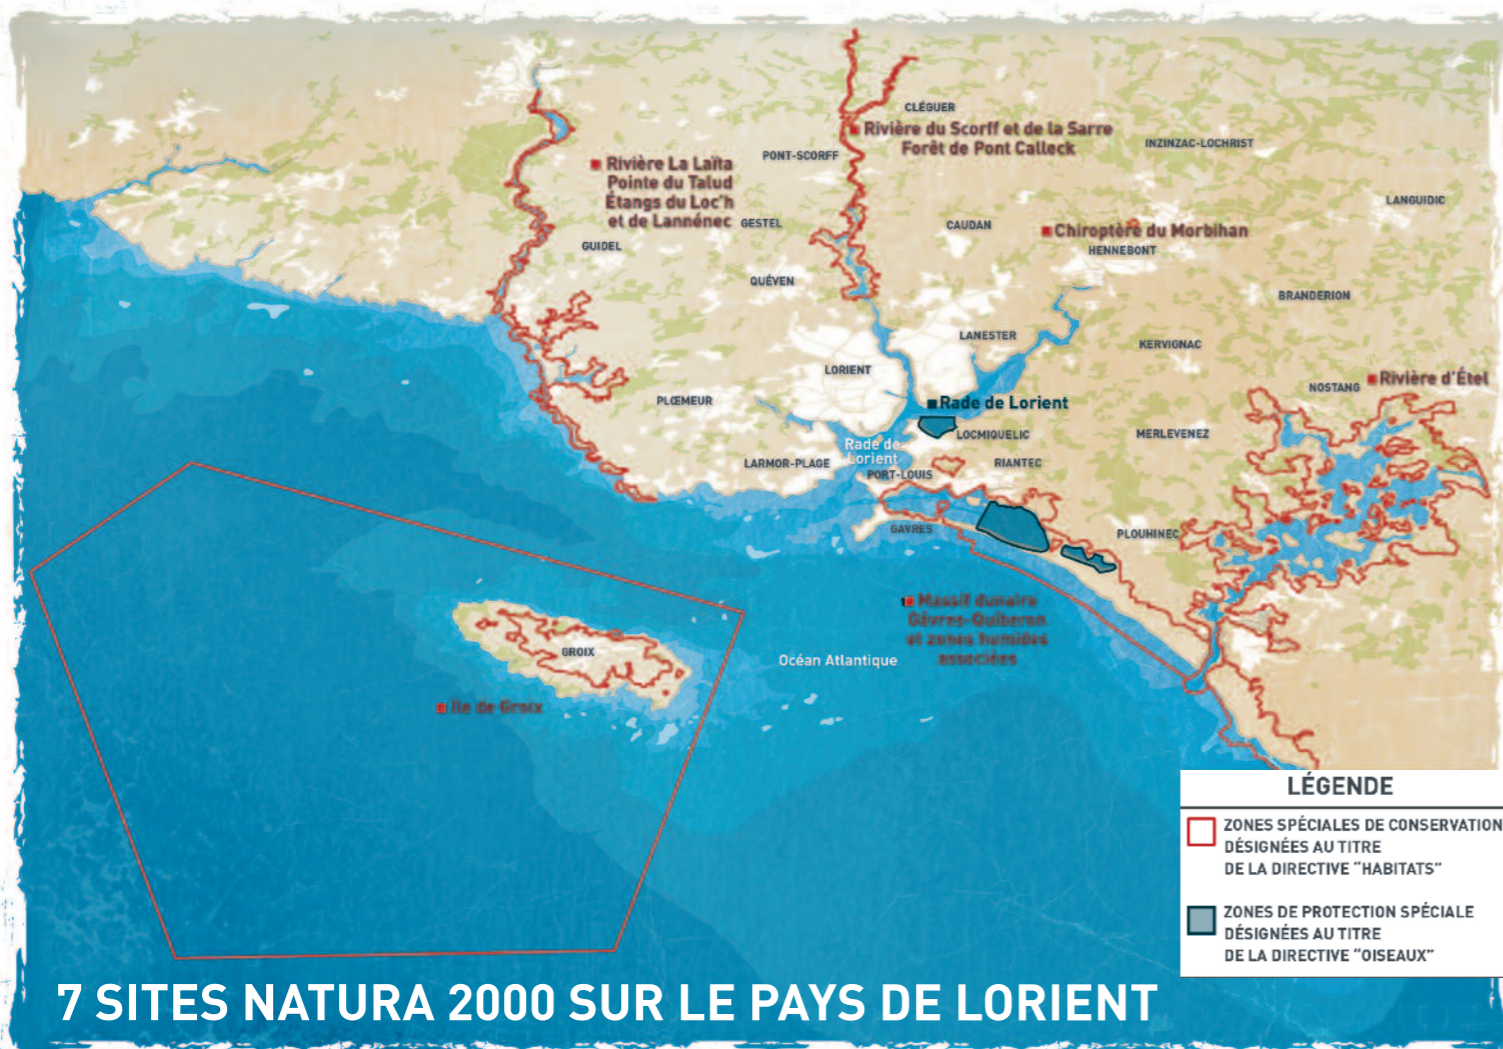 CLÉGUER
Rivière du Scorff et de la Sarre
Forêt de Pont Calleck
INZINZAC-LOCHRIST
PONT-SCORFF
Rivière La Laïta
Pointe du Talud
Étangs du Loc'h
et de Lannénec
GESTEL
GUIDEL
LANGUIDIC
CAUDAN
Chiroptère du Morbihan
HENNEBONT
QUÉVEN
BRANDERION
LANESTER
KERVIGNAC
LORIENT
NOSTANG
Rivière d'Étel
PLŒMEUR
Rade de Lorient
LOCMIQUELIC
MERLEVENEZ
Rade de
Lorient
LARMOR-PLAGE
RIANTEC
PORT-LOUIS
GAVRES
PLOUHINEC
Massif dunaire
Gâvres-Quiberon
et zones humides
associées
GROIX
Océan Atlantique
Ile de Groix
LÉGENDE
ZONES SPÉCIALES DE CONSERVATION
DÉSIGNÉES AU TITRE
DE LA DIRECTIVE "HABITATS"
ZONES DE PROTECTION SPÉCIALE
DÉSIGNÉES AU TITRE
DE LA DIRECTIVE "OISEAUX"
7 SITES NATURA 2000 SUR LE PAYS DE LORIENT